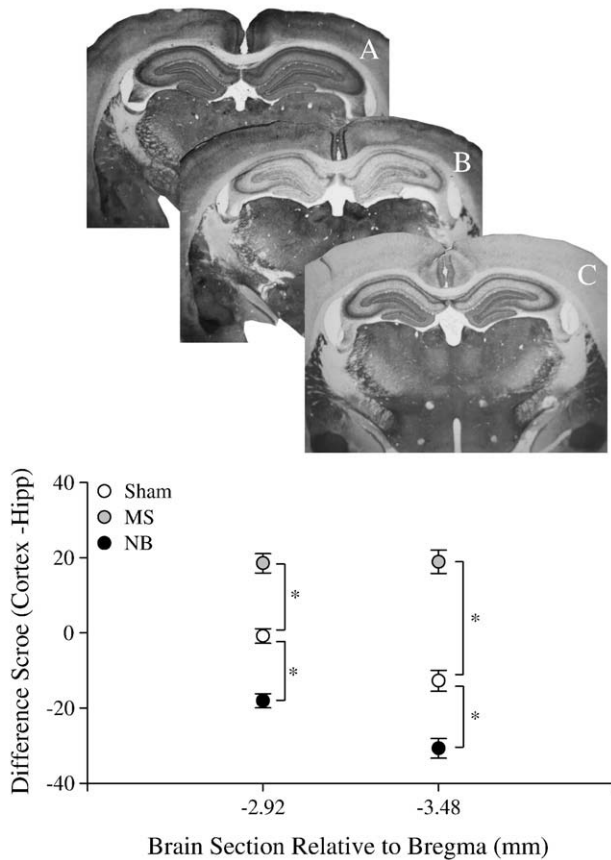 A
B
C
Difference Scroe (Cortex -Hipp)
40
20
0
-20
-40
Sham
MS
NB
*
*
*
*
-2.92
-3.48
Brain Section Relative to Bregma (mm)